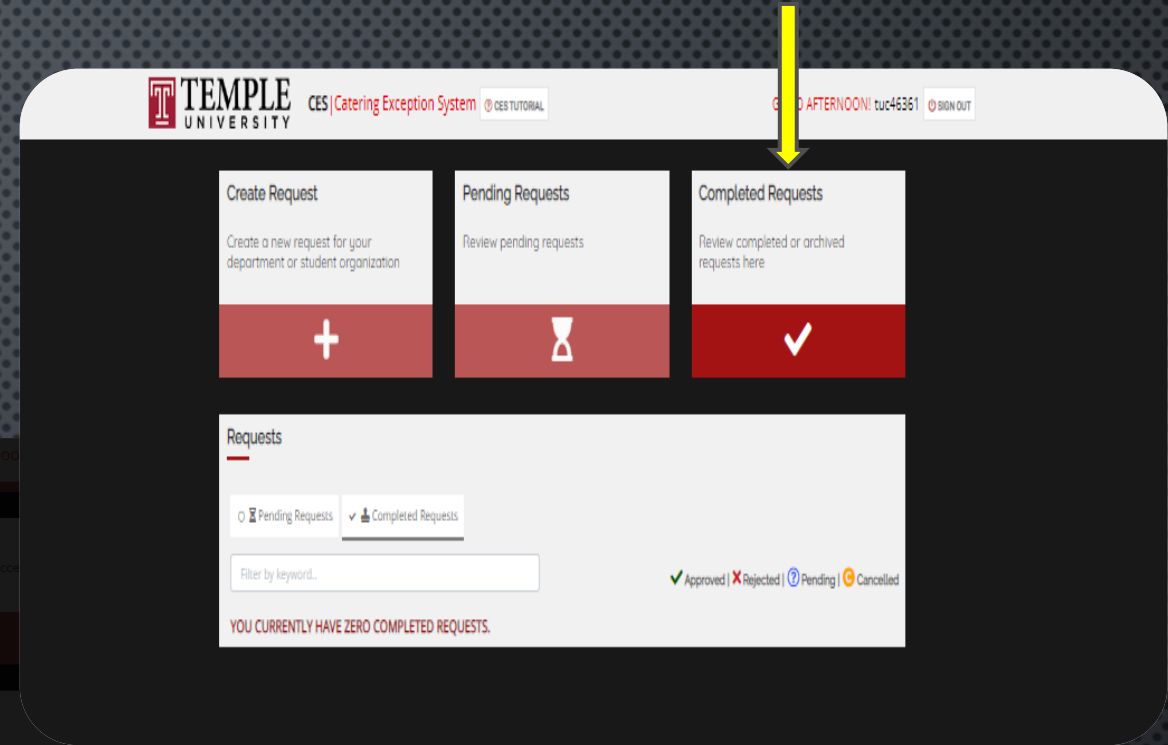 TEMPLE
UNIVERSITY
CES|Catering Exception System
CES TUTORIAL
AFTERNOON! tuc46361
SIGN OUT
Create Request
Create a new request for your
department or student organization
Pending Requests
Review pending requests
Completed Requests
Review completed or archived
requests here
Requests
Pending Requests
Completed Requests
Filter by keyword..
Approved | Rejected | Pending | Cancelled
YOU CURRENTLY HAVE ZERO COMPLETED REQUESTS.